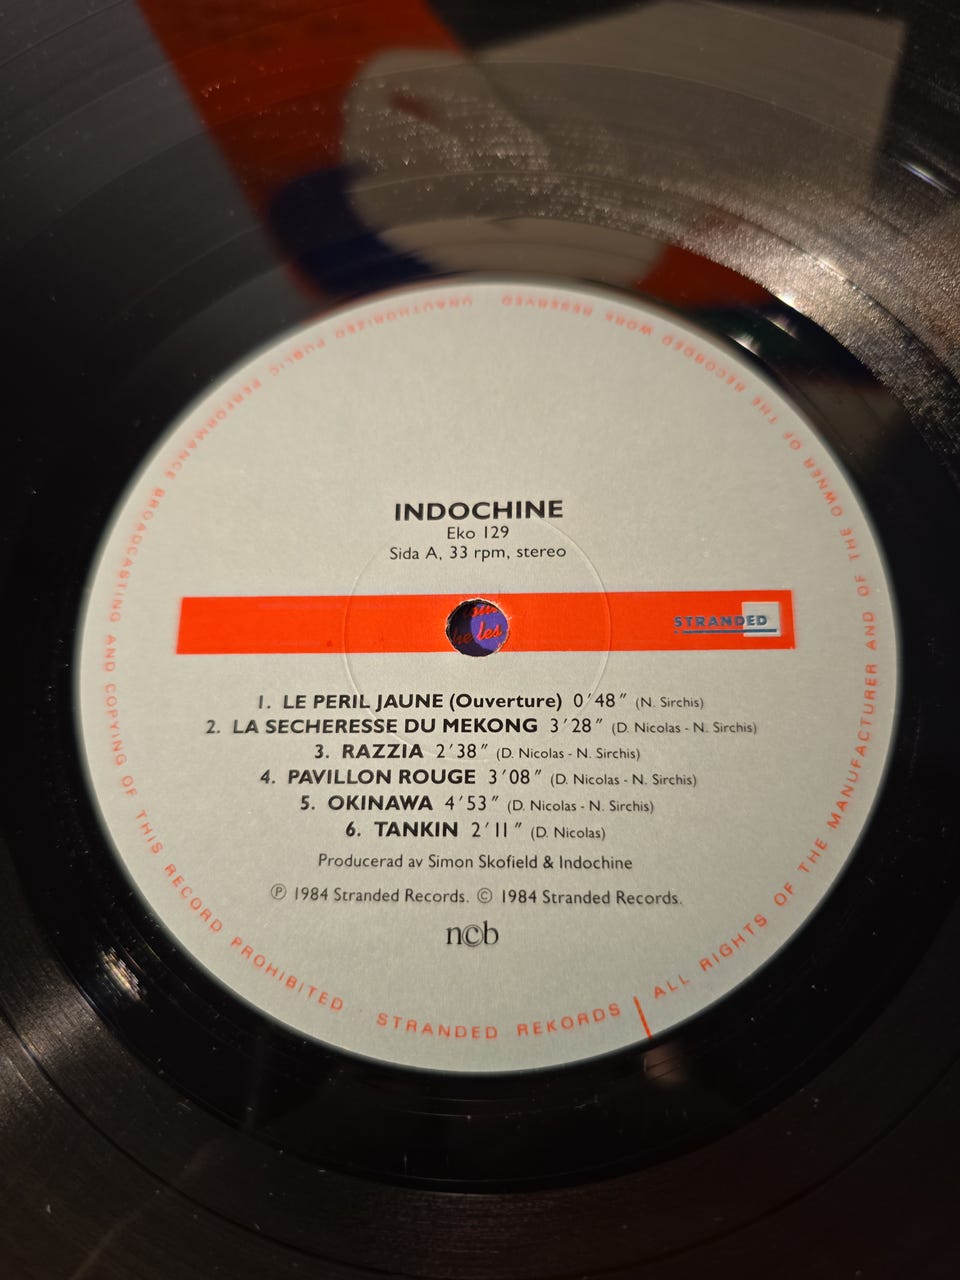 INDOCHINE
Eko 129
Sida A, 33 rpm, stereo
STRANDED
les
1. LE PERIL JAUNE (Ouverture) 0'48" (N. Sirchis)
2. LA SECHERESSE DU MEKONG 3'28" (D. Nicolas - N. Sirchis)
3. RAZZIA 2'38" (D. Nicolas - N. Sirchis)
4. PAVILLON ROUGE 3'08" (D. Nicolas - N. Sirchis)
5. OKINAWA 4'53" (D. Nicolas - N. Sirchis)
6. TANKIN 2'11" (D. Nicolas)
Producerad av Simon Skofield & Indochine
℗ 1984 Stranded Records. © 1984 Stranded Records.
ncb
STRANDED REKORDS / ALL RIGHTS OF THE MANUFACTURER AND OF THE OWNER OF THE RECORDED WORK RESERVED UNAUTHORIZED PUBLIC PERFORMANCE BROADCASTING AND COPYING OF THIS RECORD PROHIBITED